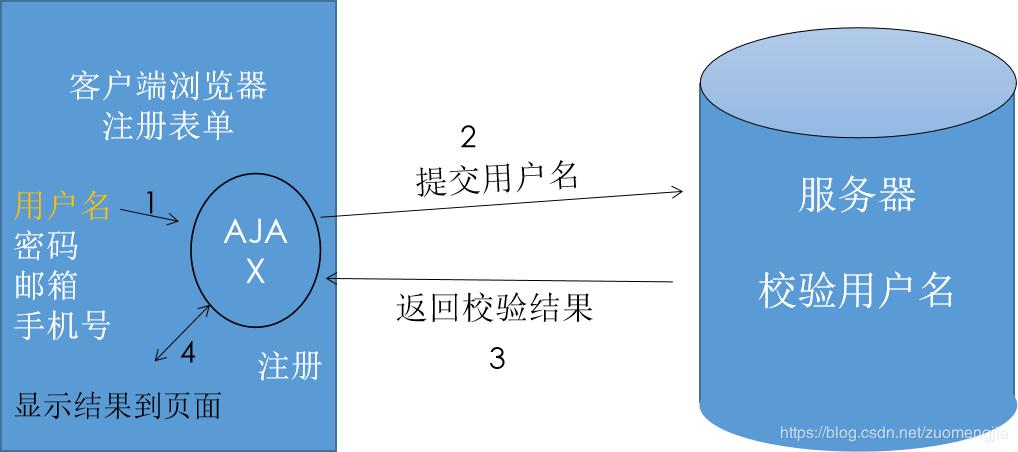 客户端浏览器
注册表单
用户名
密码
邮箱
手机号
1
AJA
X
2
提交用户名
返回校验结果
3
4
注册
显示结果到页面
服务器
校验用户名
https://blog.csdn.net/zuomengjia